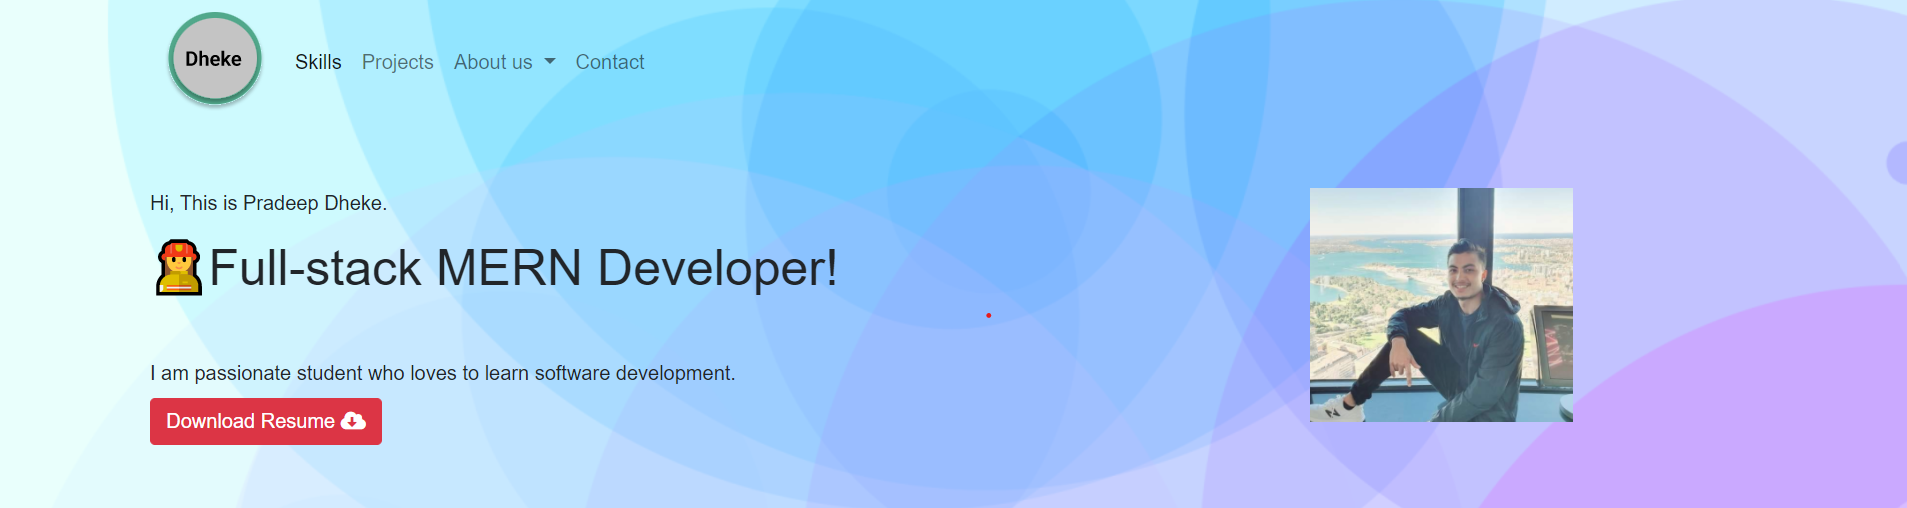 Dheke
Skills Projects About us Contact
Hi, This is Pradeep Dheke.
Full-stack MERN Developer!
I am passionate student who loves to learn software development.
Download Resume